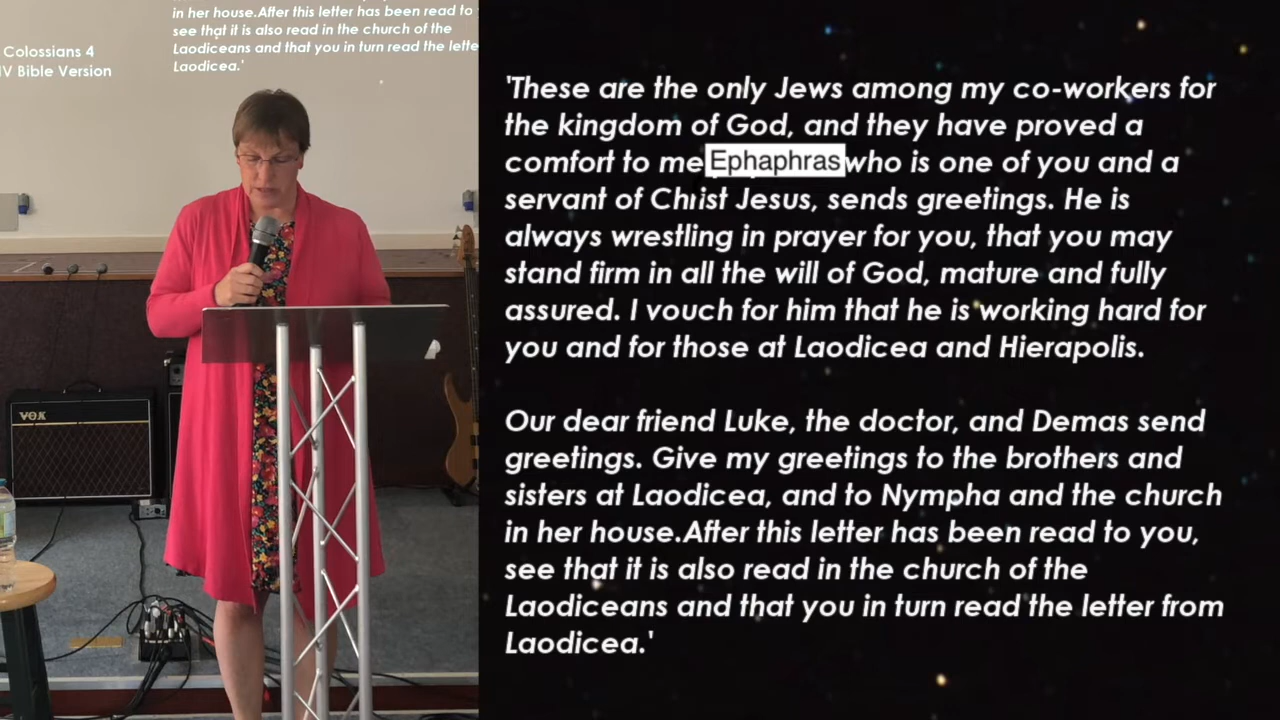 in her house.After this letter has been read to
see that it is also read in the church of the
Laodiceans and that you in turn read the lette
Laodicea.'
Colossians 4
IV Bible Version
VOX
'These are the only Jews among my co-workers for
the kingdom of God, and they have proved a
comfort to me Ephaphras who is one of you and a
servant of Christ Jesus, sends greetings. He is
always wrestling in prayer for you, that you may
stand firm in all the will of God, mature and fully
assured. I vouch for him that he is working hard for
you and for those at Laodicea and Hierapolis.
Our dear friend Luke, the doctor, and Demas send
greetings. Give my greetings to the brothers and
sisters at Laodicea, and to Nympha and the church
in her house.After this letter has been read to you,
see that it is also read in the church of the
Laodiceans and that you in turn read the letter from
Laodicea.'